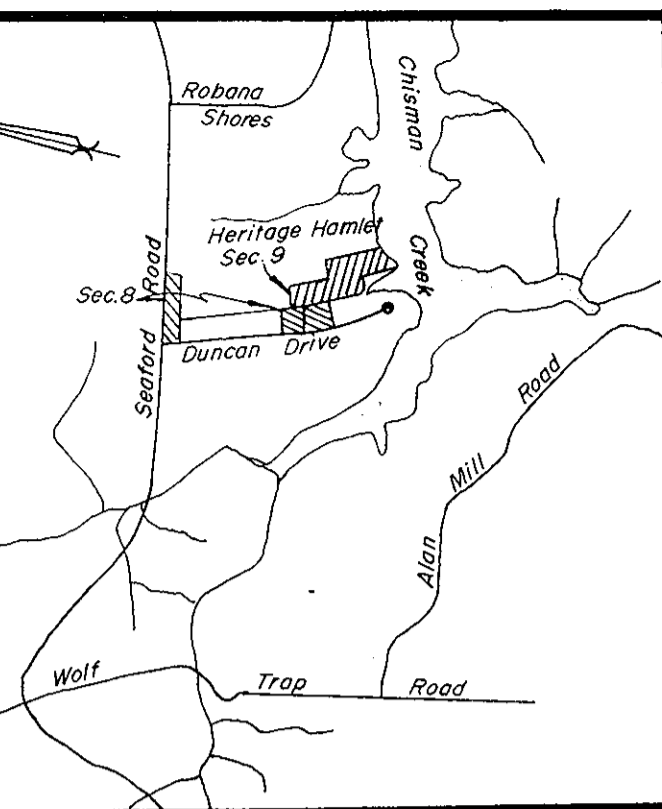 Robana
Shores
Chisman
Creek
Heritage Hamlet
Sec. 9
Sec. 8
Seaford Road
Duncan Drive
Alan Mill Road
Wolf Trap Road